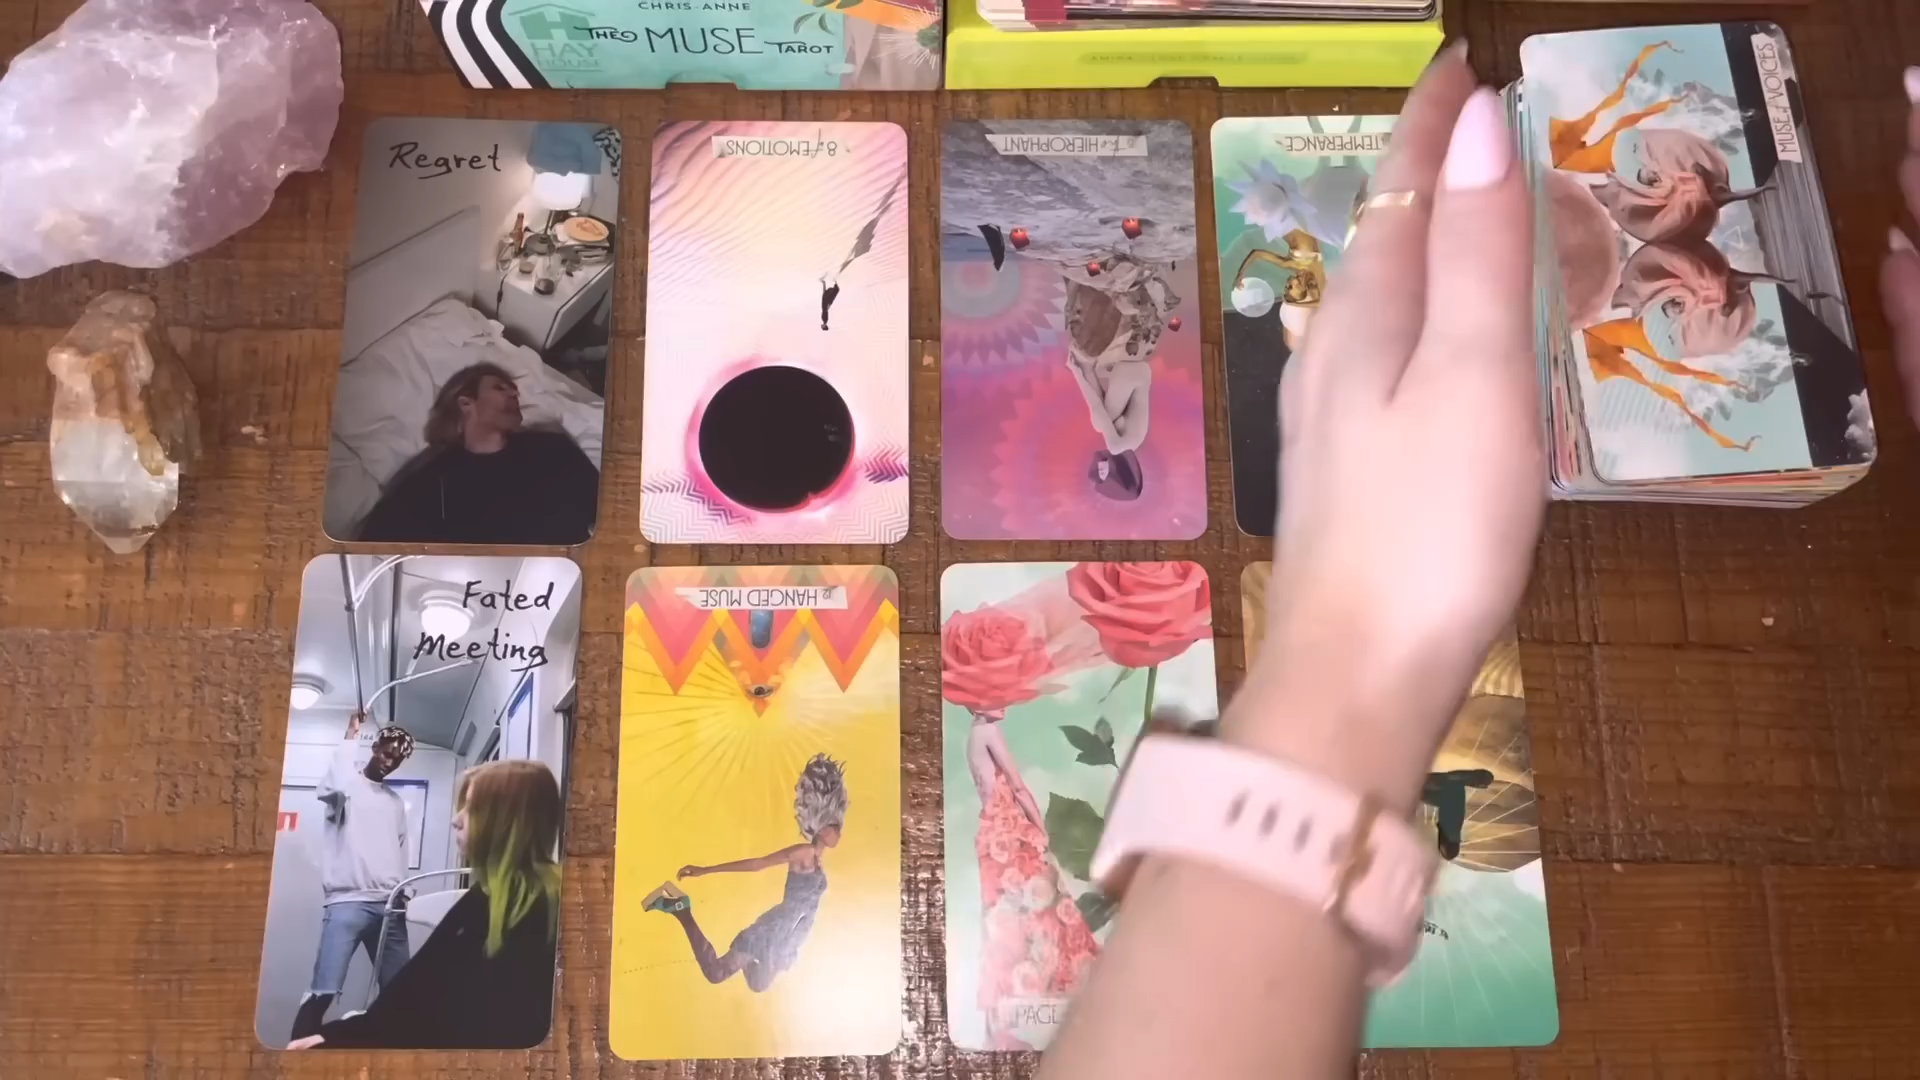 CHRIS-ANNE
THE MUSE TAROT
HAY
HOUSE
MUSE of VOICES
Regret
8 of EMOTIONS
The HIEROPHANT
TEMPERANCE
Fated
Meeting
12 HANGED MUSE
PAGE